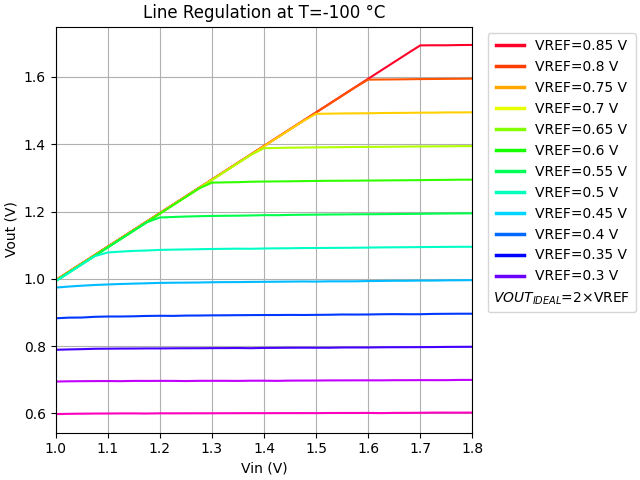 Line Regulation at T=-100 °C
Vout (V)
1.6
1.4
1.2
1.0
0.8
0.6
1.0 1.1 1.2 1.3 1.4 1.5 1.6 1.7 1.8
Vin (V)
VREF=0.85 V
VREF=0.8 V
VREF=0.75 V
VREF=0.7 V
VREF=0.65 V
VREF=0.6 V
VREF=0.55 V
VREF=0.5 V
VREF=0.45 V
VREF=0.4 V
VREF=0.35 V
VREF=0.3 V
VOUT_IDEAL=2×VREF